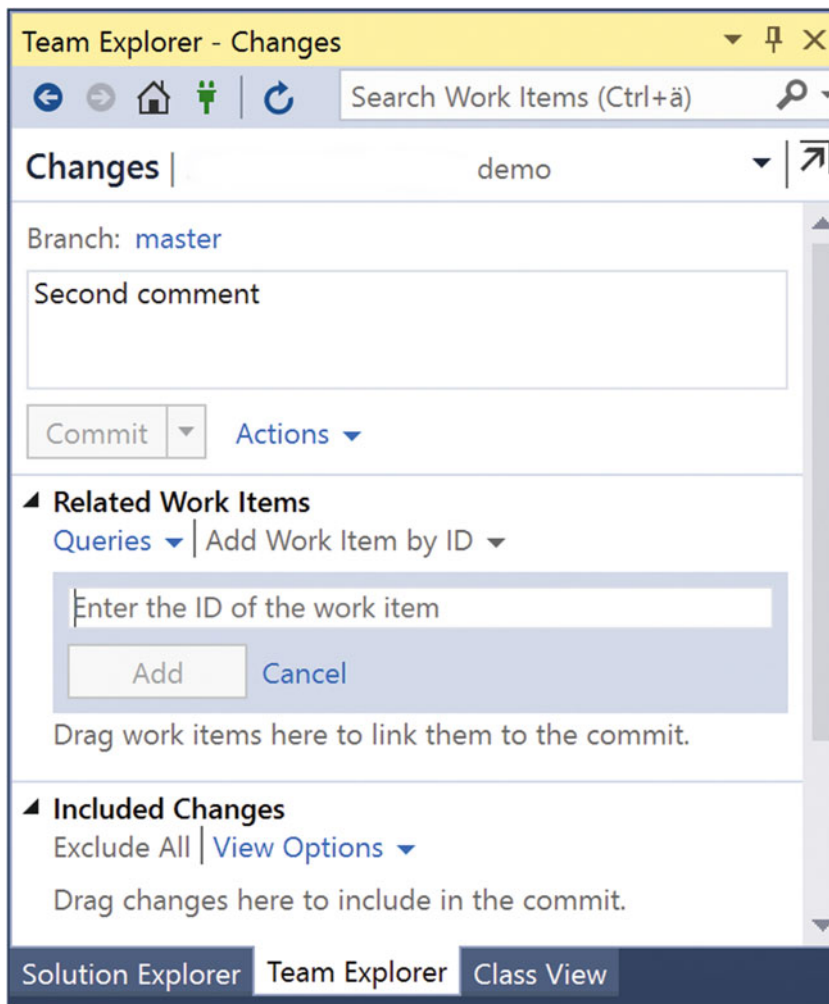 Team Explorer - Changes
Search Work Items (Ctrl+ä)
Changes | demo
Branch: master
Second comment
Commit Actions
Related Work Items
Queries | Add Work Item by ID
Enter the ID of the work item
Add Cancel
Drag work items here to link them to the commit.
Included Changes
Exclude All | View Options
Drag changes here to include in the commit.
Solution Explorer Team Explorer Class View